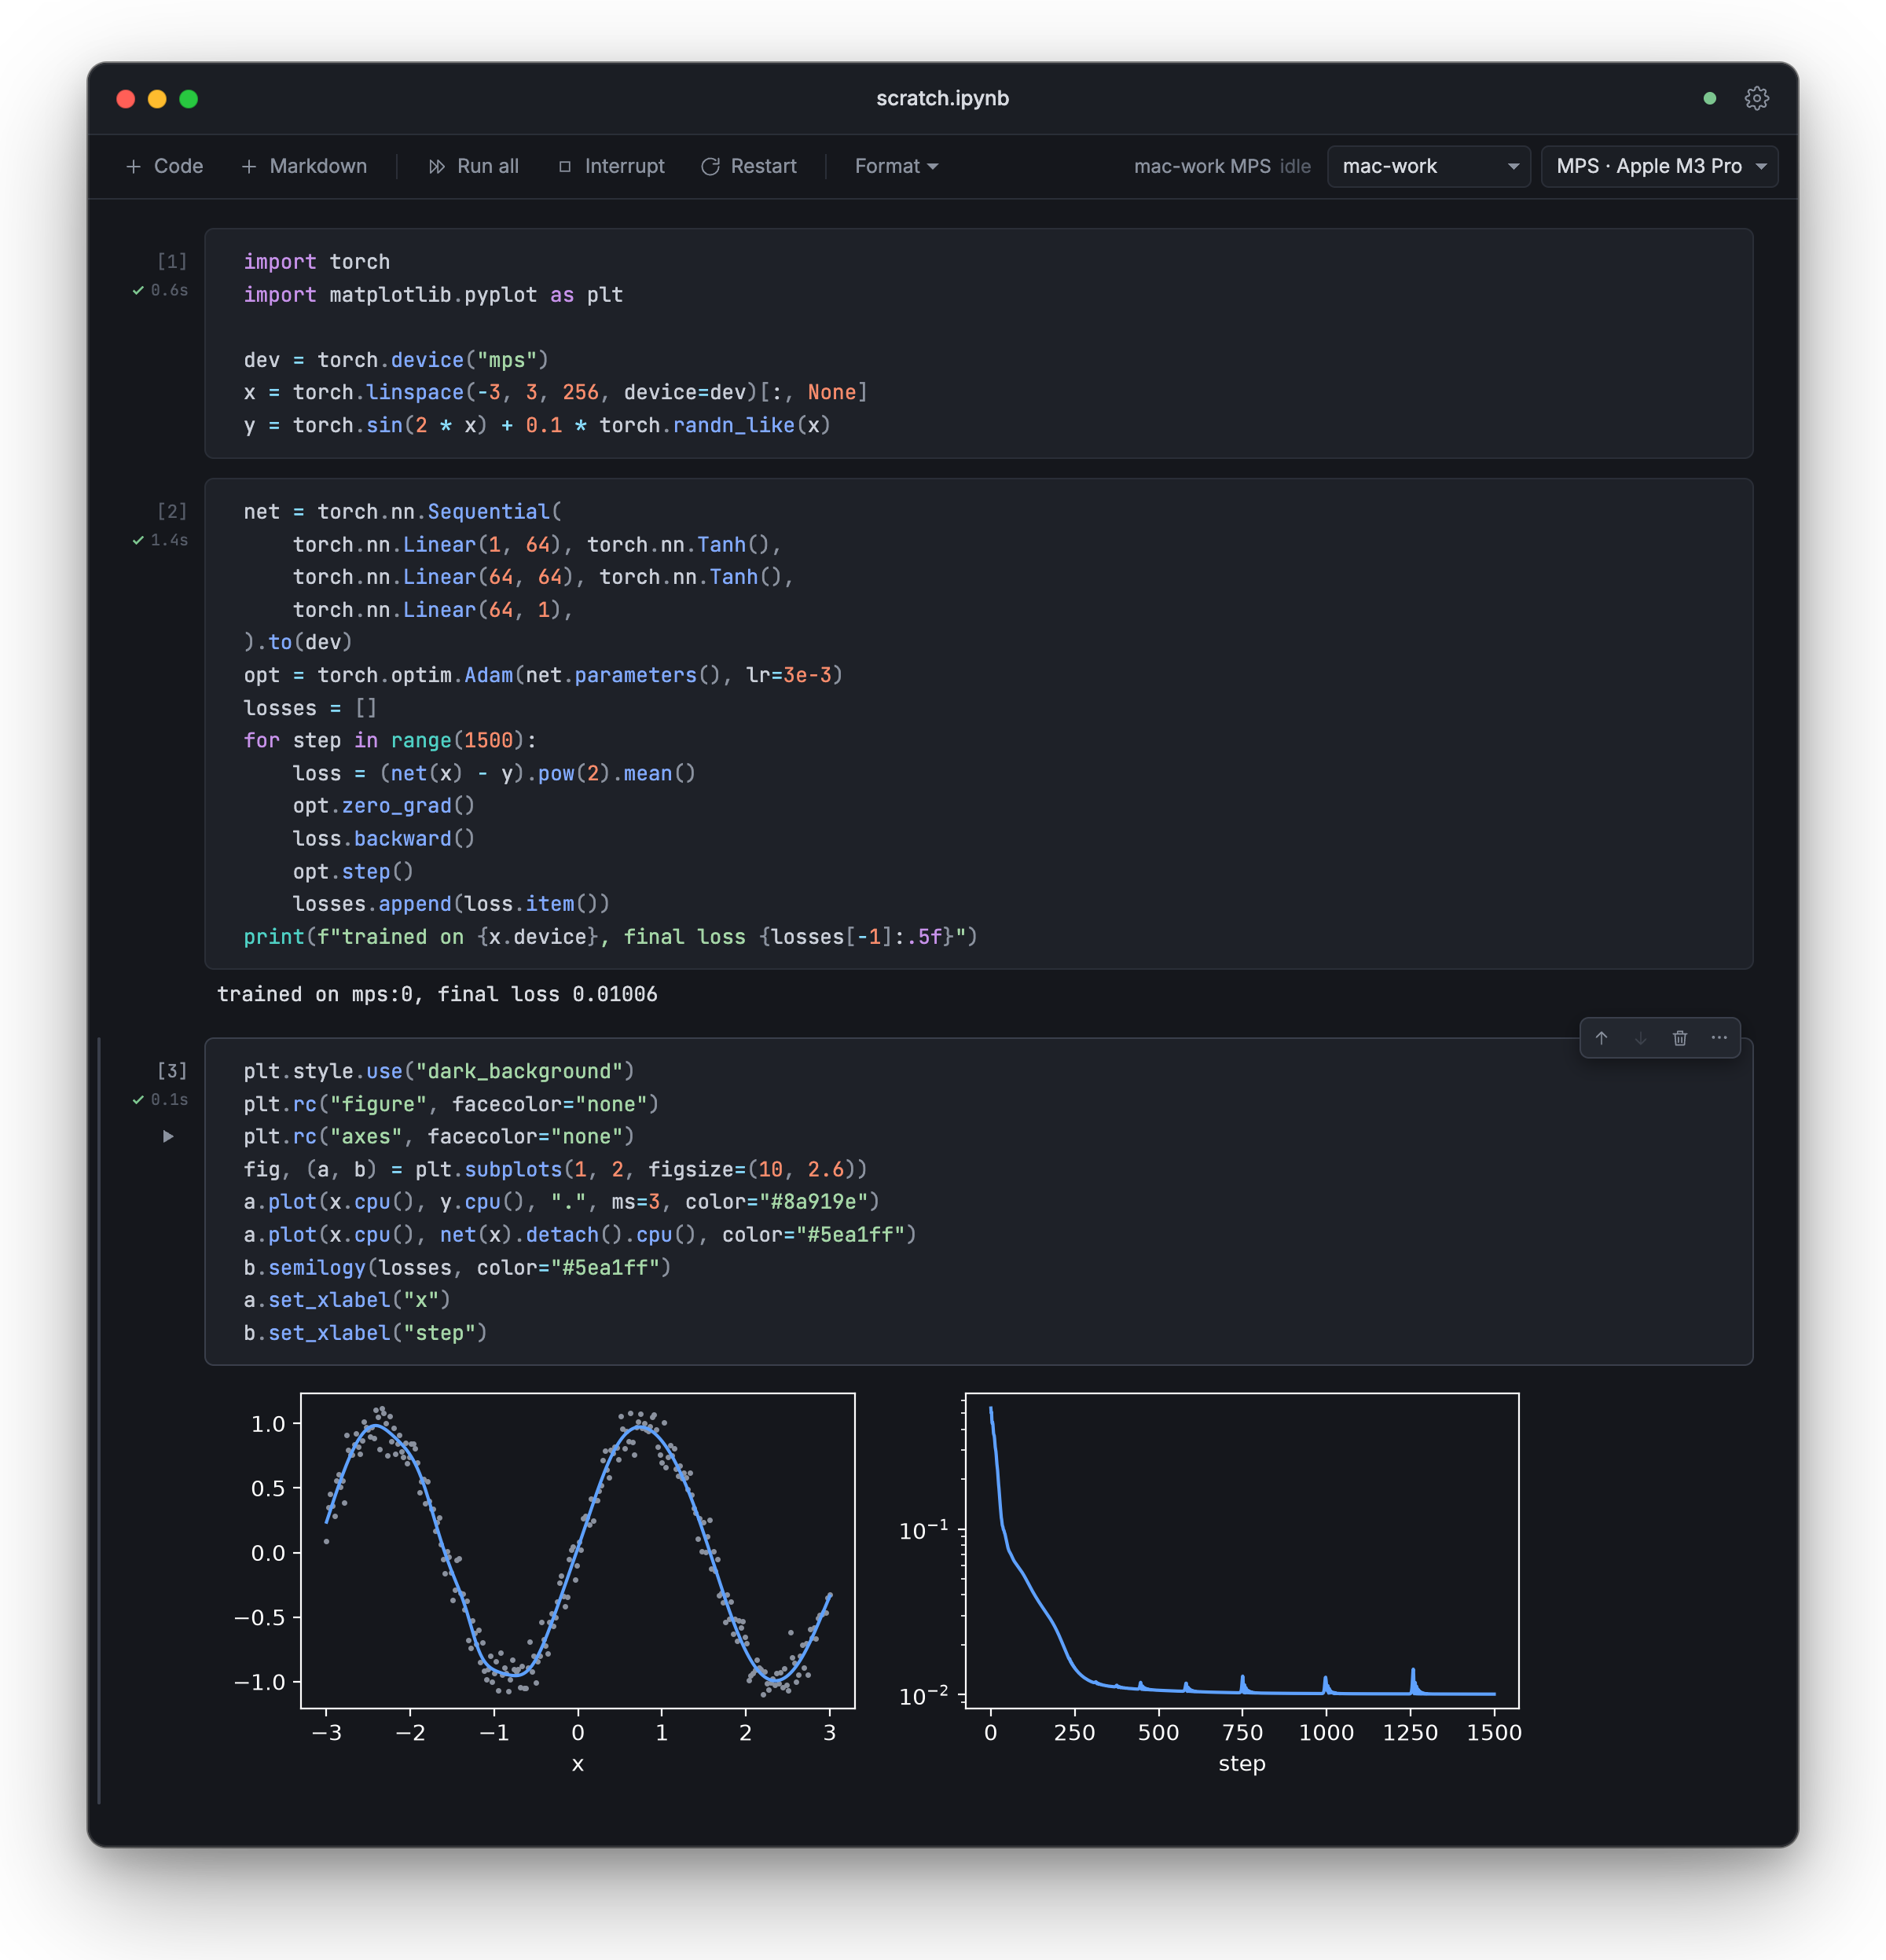 scratch.ipynb
+ Code + Markdown Run all Interrupt Restart Format mac-work MPS idle mac-work MPS · Apple M3 Pro
[1]
0.6s
import torch
import matplotlib.pyplot as plt
dev = torch.device("mps")
x = torch.linspace(-3, 3, 256, device=dev)[:, None]
y = torch.sin(2 * x) + 0.1 * torch.randn_like(x)
[2]
1.4s
net = torch.nn.Sequential(
    torch.nn.Linear(1, 64), torch.nn.Tanh(),
    torch.nn.Linear(64, 64), torch.nn.Tanh(),
    torch.nn.Linear(64, 1),
).to(dev)
opt = torch.optim.Adam(net.parameters(), lr=3e-3)
losses = []
for step in range(1500):
    loss = (net(x) - y).pow(2).mean()
    opt.zero_grad()
    loss.backward()
    opt.step()
    losses.append(loss.item())
print(f"trained on {x.device}, final loss {losses[-1]:.5f}")
trained on mps:0, final loss 0.01006
[3]
0.1s
plt.style.use("dark_background")
plt.rc("figure", facecolor="none")
plt.rc("axes", facecolor="none")
fig, (a, b) = plt.subplots(1, 2, figsize=(10, 2.6))
a.plot(x.cpu(), y.cpu(), ".", ms=3, color="#8a919e")
a.plot(x.cpu(), net(x).detach().cpu(), color="#5ea1ff")
b.semilogy(losses, color="#5ea1ff")
a.set_xlabel("x")
b.set_xlabel("step")
1.0
0.5
0.0
−0.5
−1.0
−3 −2 −1 0 1 2 3
x
10⁻¹
10⁻²
0 250 500 750 1000 1250 1500
step